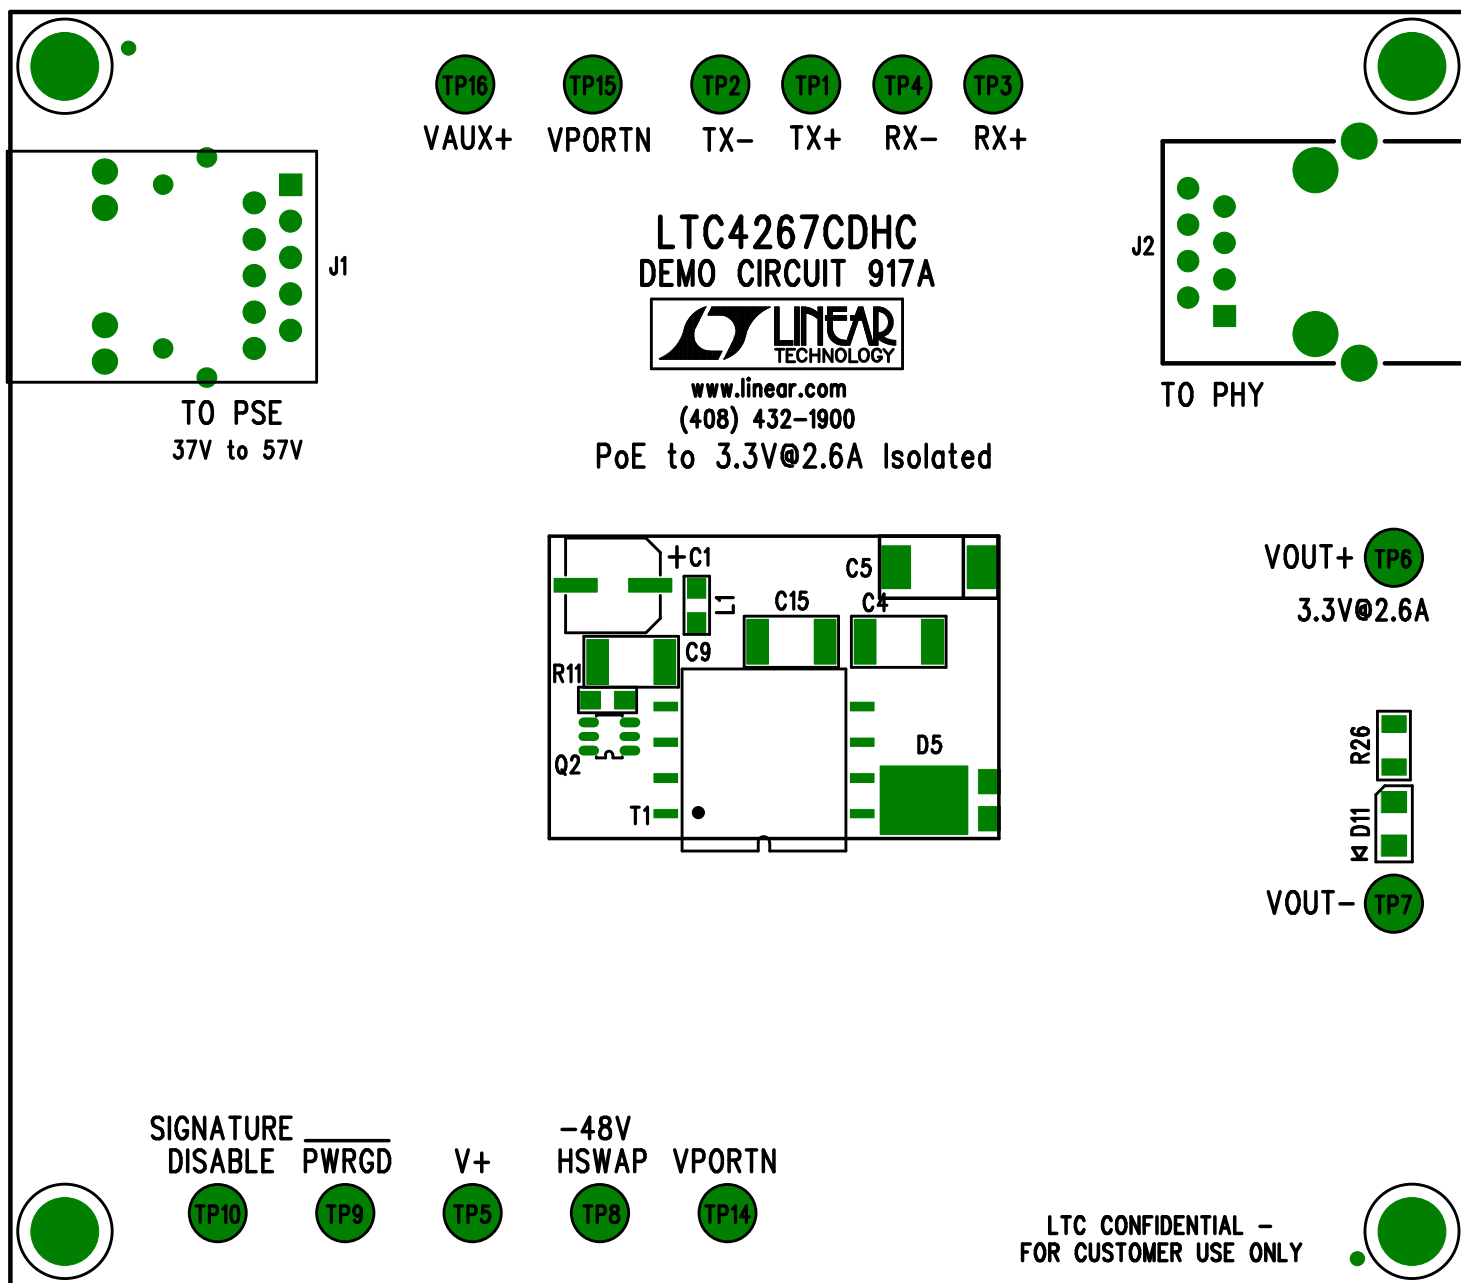 TP16 TP15 TP2 TP1 TP4 TP3
VAUX+ VPORTN TX- TX+ RX- RX+
J1
TO PSE
37V to 57V
LTC4267CDHC
DEMO CIRCUIT 917A
LINEAR
TECHNOLOGY
www.linear.com
(408) 432-1900
PoE to 3.3V@2.6A Isolated
J2
TO PHY
+C1
L1
C9
C15
C4
C5
R11
Q2
T1
D5
VOUT+ TP6
3.3V@2.6A
R26
D11
VOUT- TP7
SIGNATURE
DISABLE
PWRGD
V+
-48V
HSWAP
VPORTN
TP10 TP9 TP5 TP8 TP14
LTC CONFIDENTIAL -
FOR CUSTOMER USE ONLY